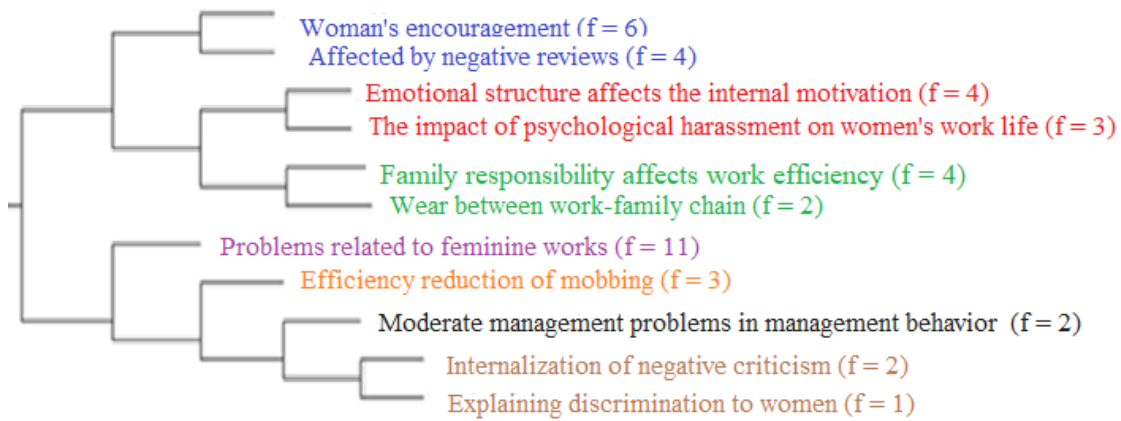 Woman's encouragement (f = 6)
Affected by negative reviews (f = 4)
Emotional structure affects the internal motivation (f = 4)
The impact of psychological harassment on women's work life (f = 3)
Family responsibility affects work efficiency (f = 4)
Wear between work-family chain (f = 2)
Problems related to feminine works (f = 11)
Efficiency reduction of mobbing (f = 3)
Moderate management problems in management behavior (f = 2)
Internalization of negative criticism (f = 2)
Explaining discrimination to women (f = 1)